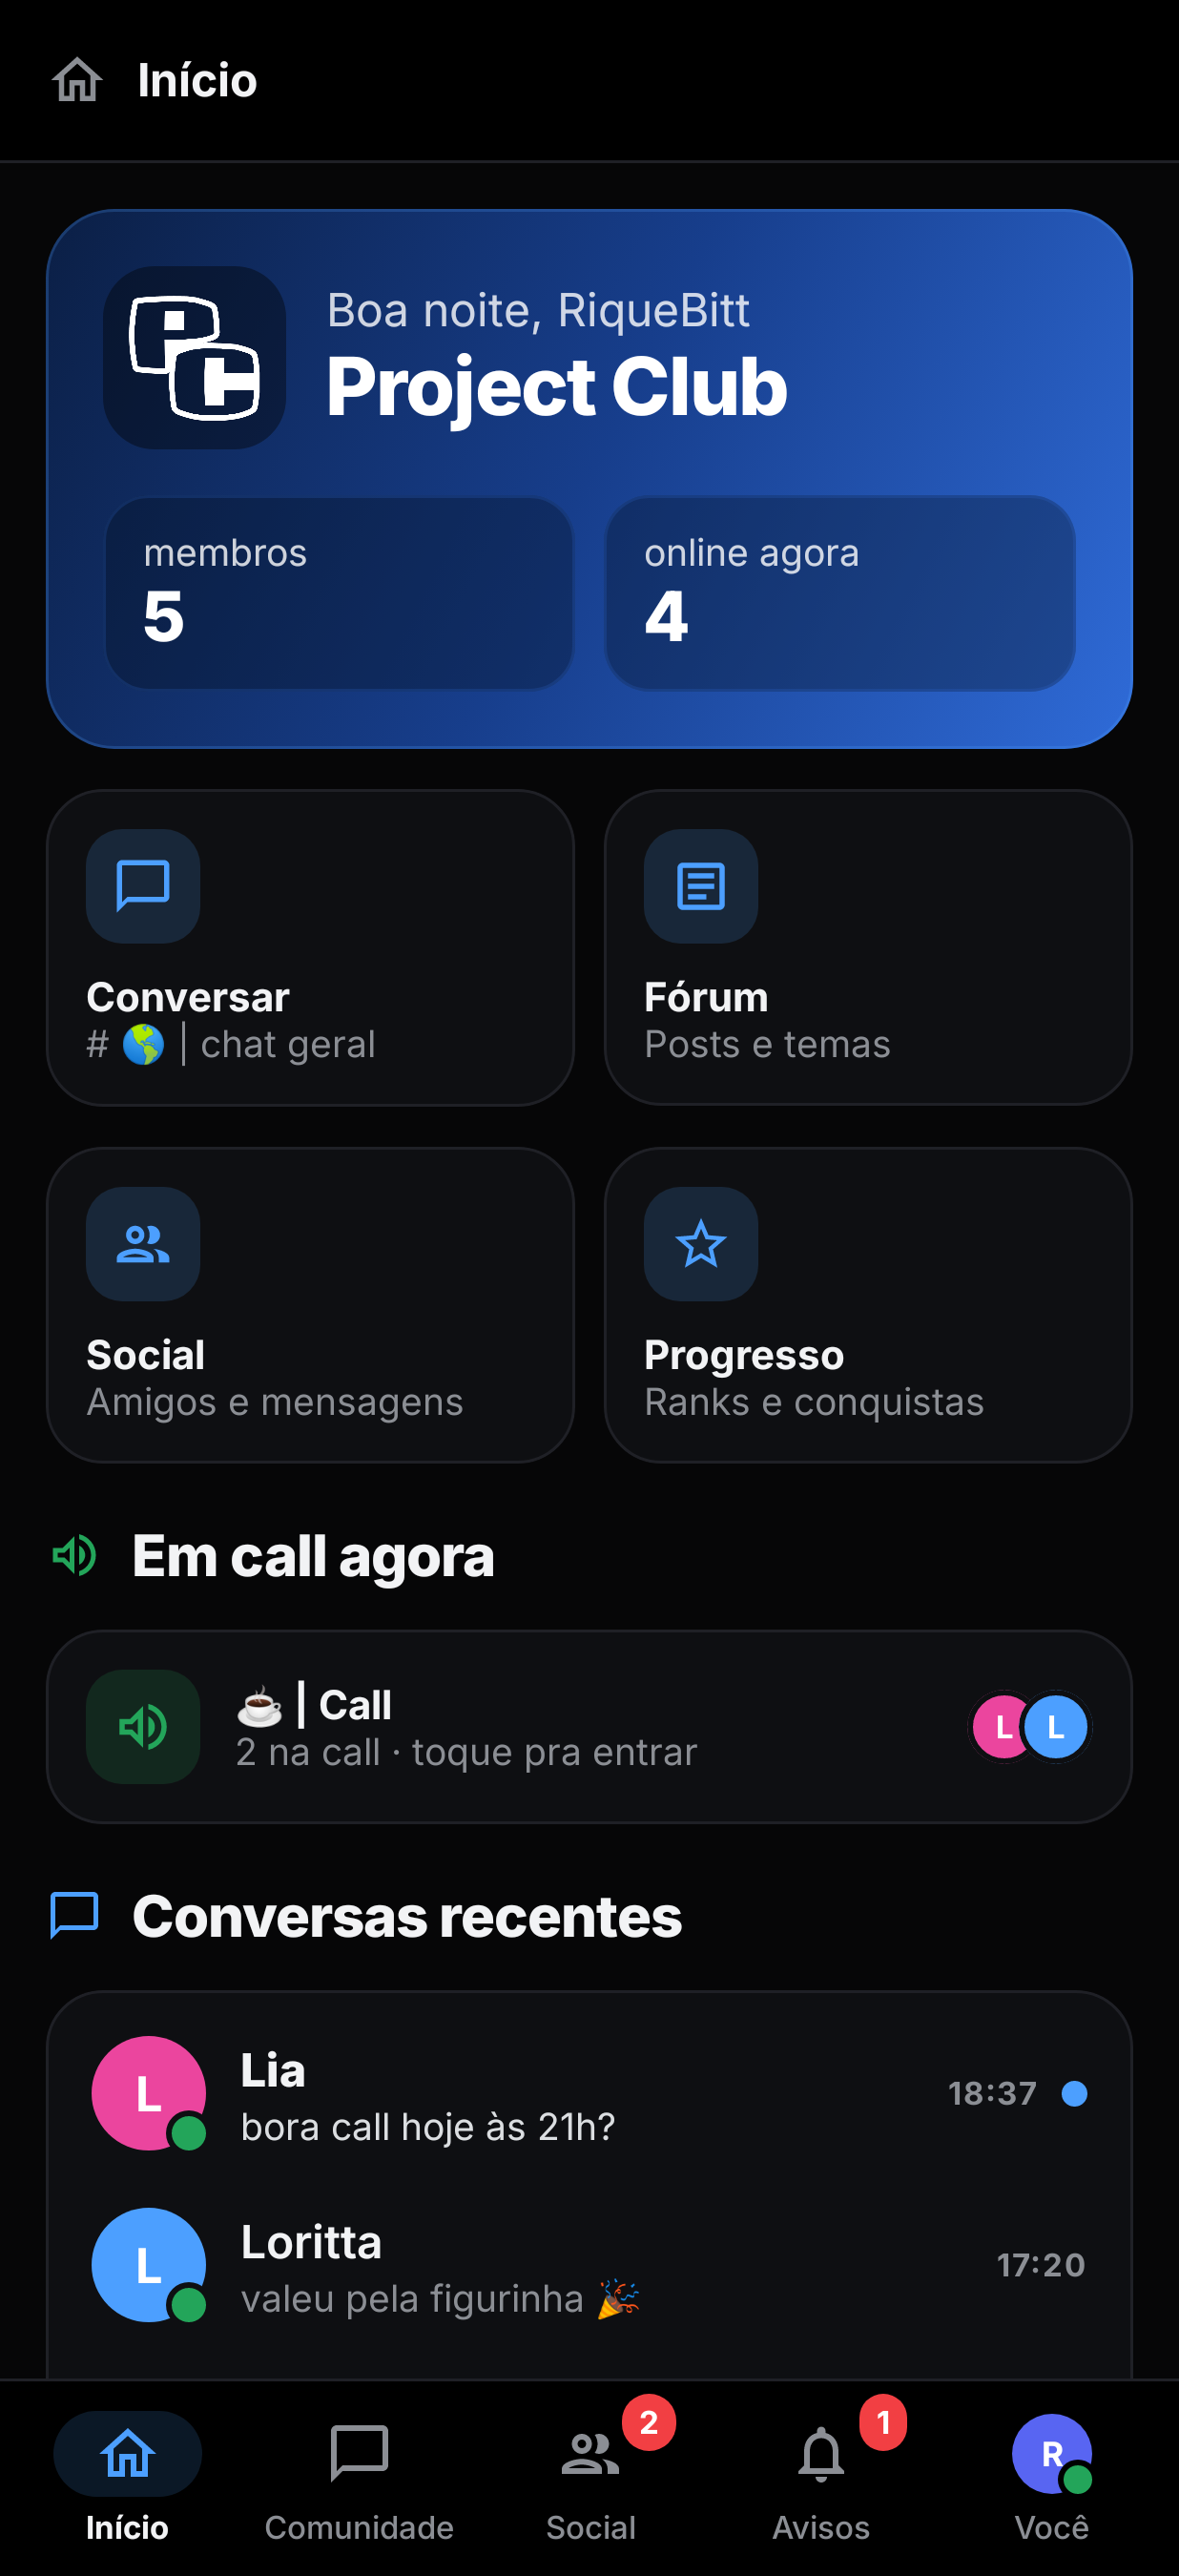 Início
Boa noite, RiqueBitt
Project Club
membros
5
online agora
4
Conversar
# 🌎 | chat geral
Fórum
Posts e temas
Social
Amigos e mensagens
Progresso
Ranks e conquistas
Em call agora
☕ | Call
2 na call · toque pra entrar
L
L
Conversas recentes
L
Lia
18:37
bora call hoje às 21h?
L
Loritta
17:20
valeu pela figurinha 🎉
2
1
R
Início
Comunidade
Social
Avisos
Você